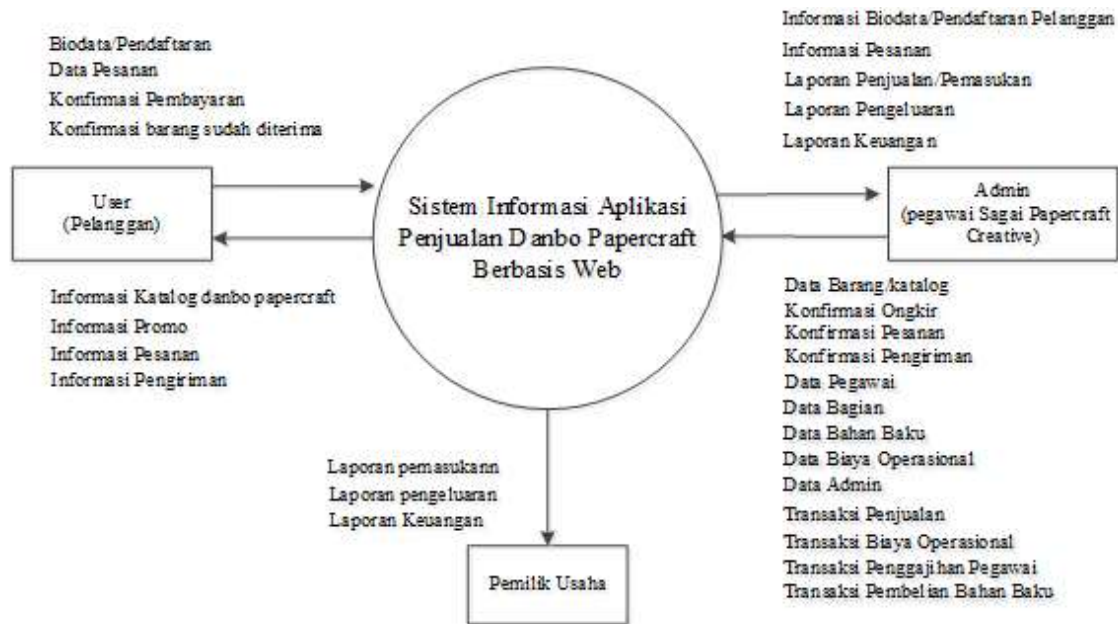 Biodata/Pendaftaran
Data Pesanan
Konfirmasi Pembayaran
Konfirmasi barang sudah diterima
Informasi Biodata/Pendaftaran Pelanggan
Informasi Pesanan
Laporan Penjualan/Pemasukan
Laporan Pengeluaran
Laporan Keuangan
User
(Pelanggan)
Sistem Informasi Aplikasi
Penjualan Danbo Papercraft
Berbasis Web
Admin
(pegawai Sagai Papercraft
Creative)
Informasi Katalog danbo papercraft
Informasi Promo
Informasi Pesanan
Informasi Pengiriman
Data Barang/katalog
Konfirmasi Ongkir
Konfirmasi Pesanan
Konfirmasi Pengiriman
Data Pegawai
Data Bagian
Data Bahan Baku
Data Biaya Operasional
Data Admin
Transaksi Penjualan
Transaksi Biaya Operasional
Transaksi Penggajihan Pegawai
Transaksi Pembelian Bahan Baku
Laporan pemasukann
Laporan pengeluaran
Laporan Keuangan
Pemilik Usaha